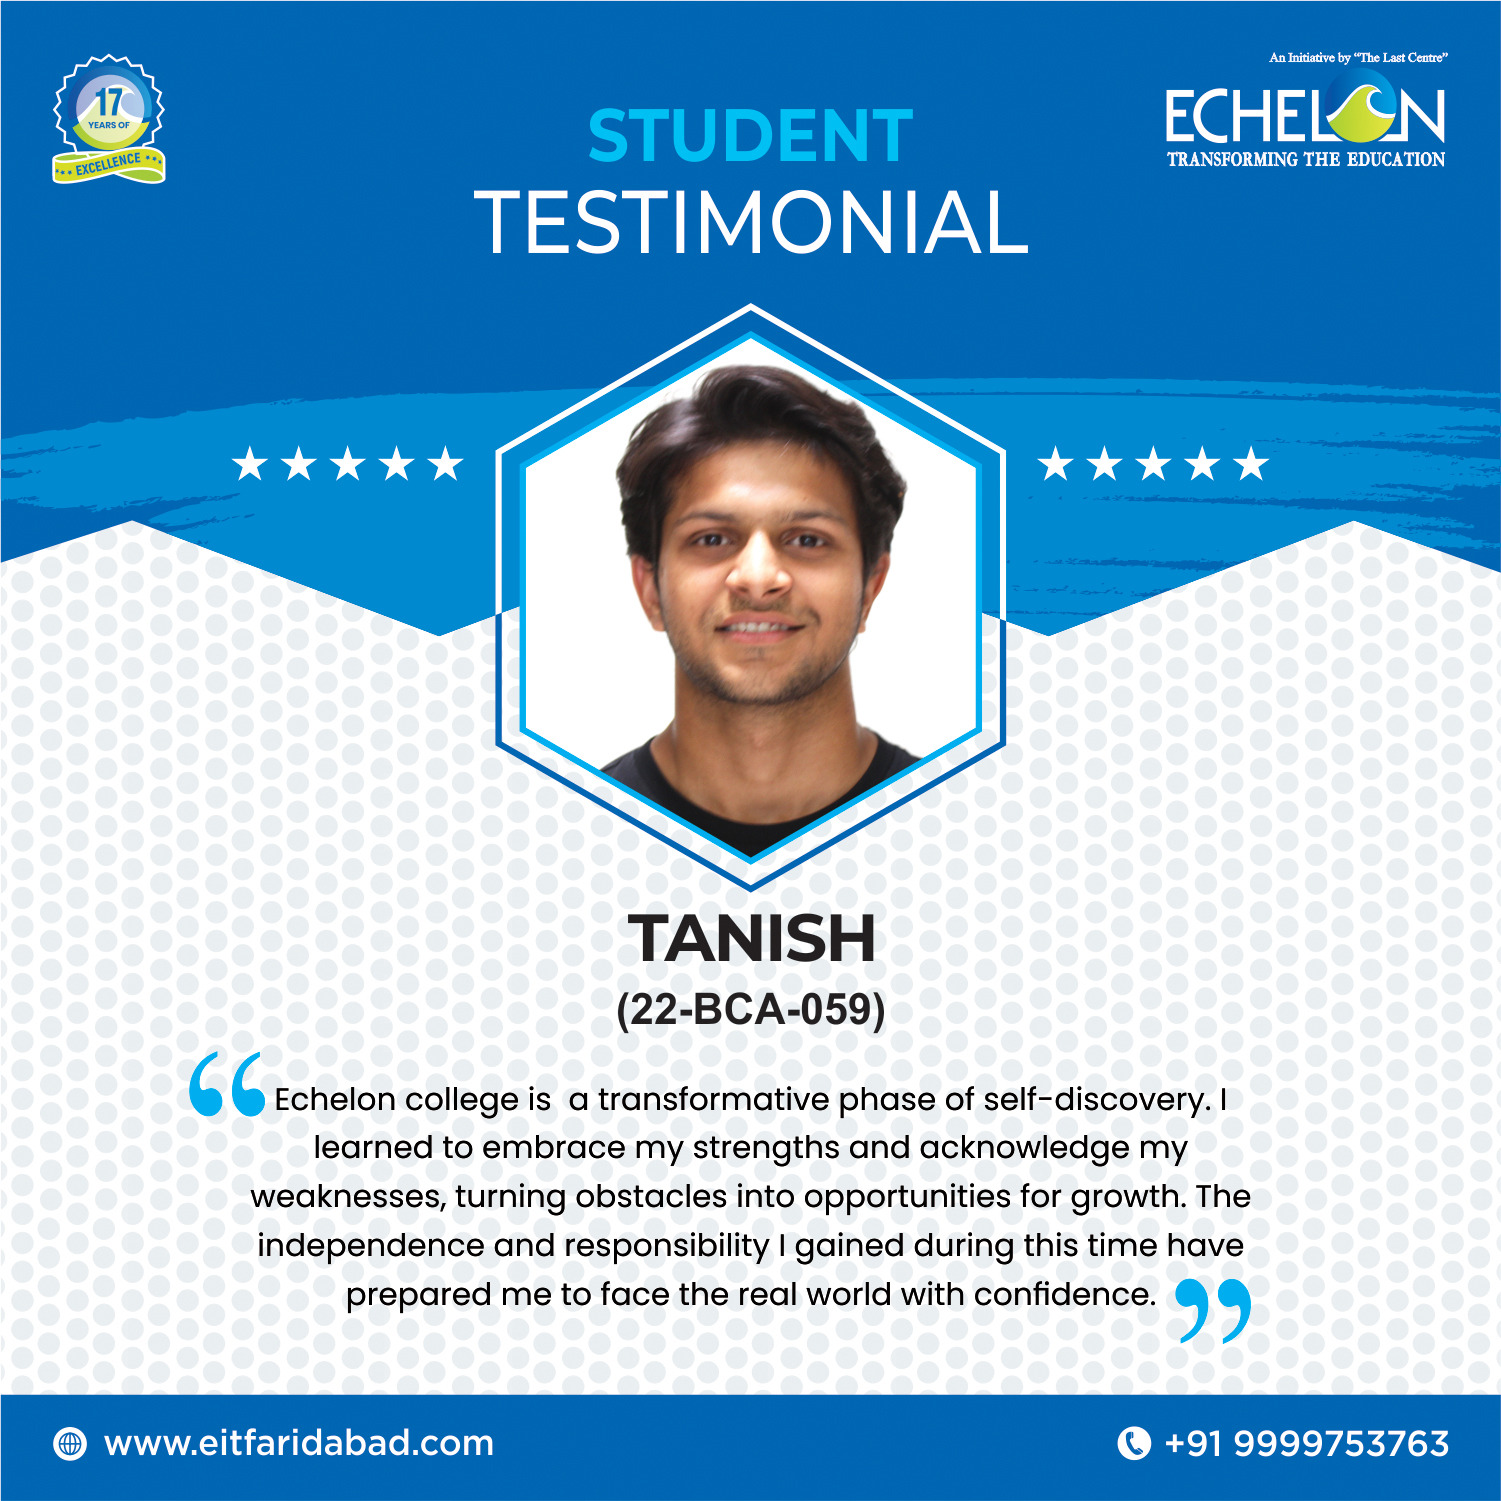 17
YEARS OF
*** EXCELLENCE ***
An Initiative by “The Last Centre”
ECHELON
TRANSFORMING THE EDUCATION
STUDENT
TESTIMONIAL
TANISH
(22-BCA-059)
“Echelon college is a transformative phase of self-discovery. I
learned to embrace my strengths and acknowledge my
weaknesses, turning obstacles into opportunities for growth. The
independence and responsibility I gained during this time have
prepared me to face the real world with confidence.”
www.eitfaridabad.com
+91 9999753763